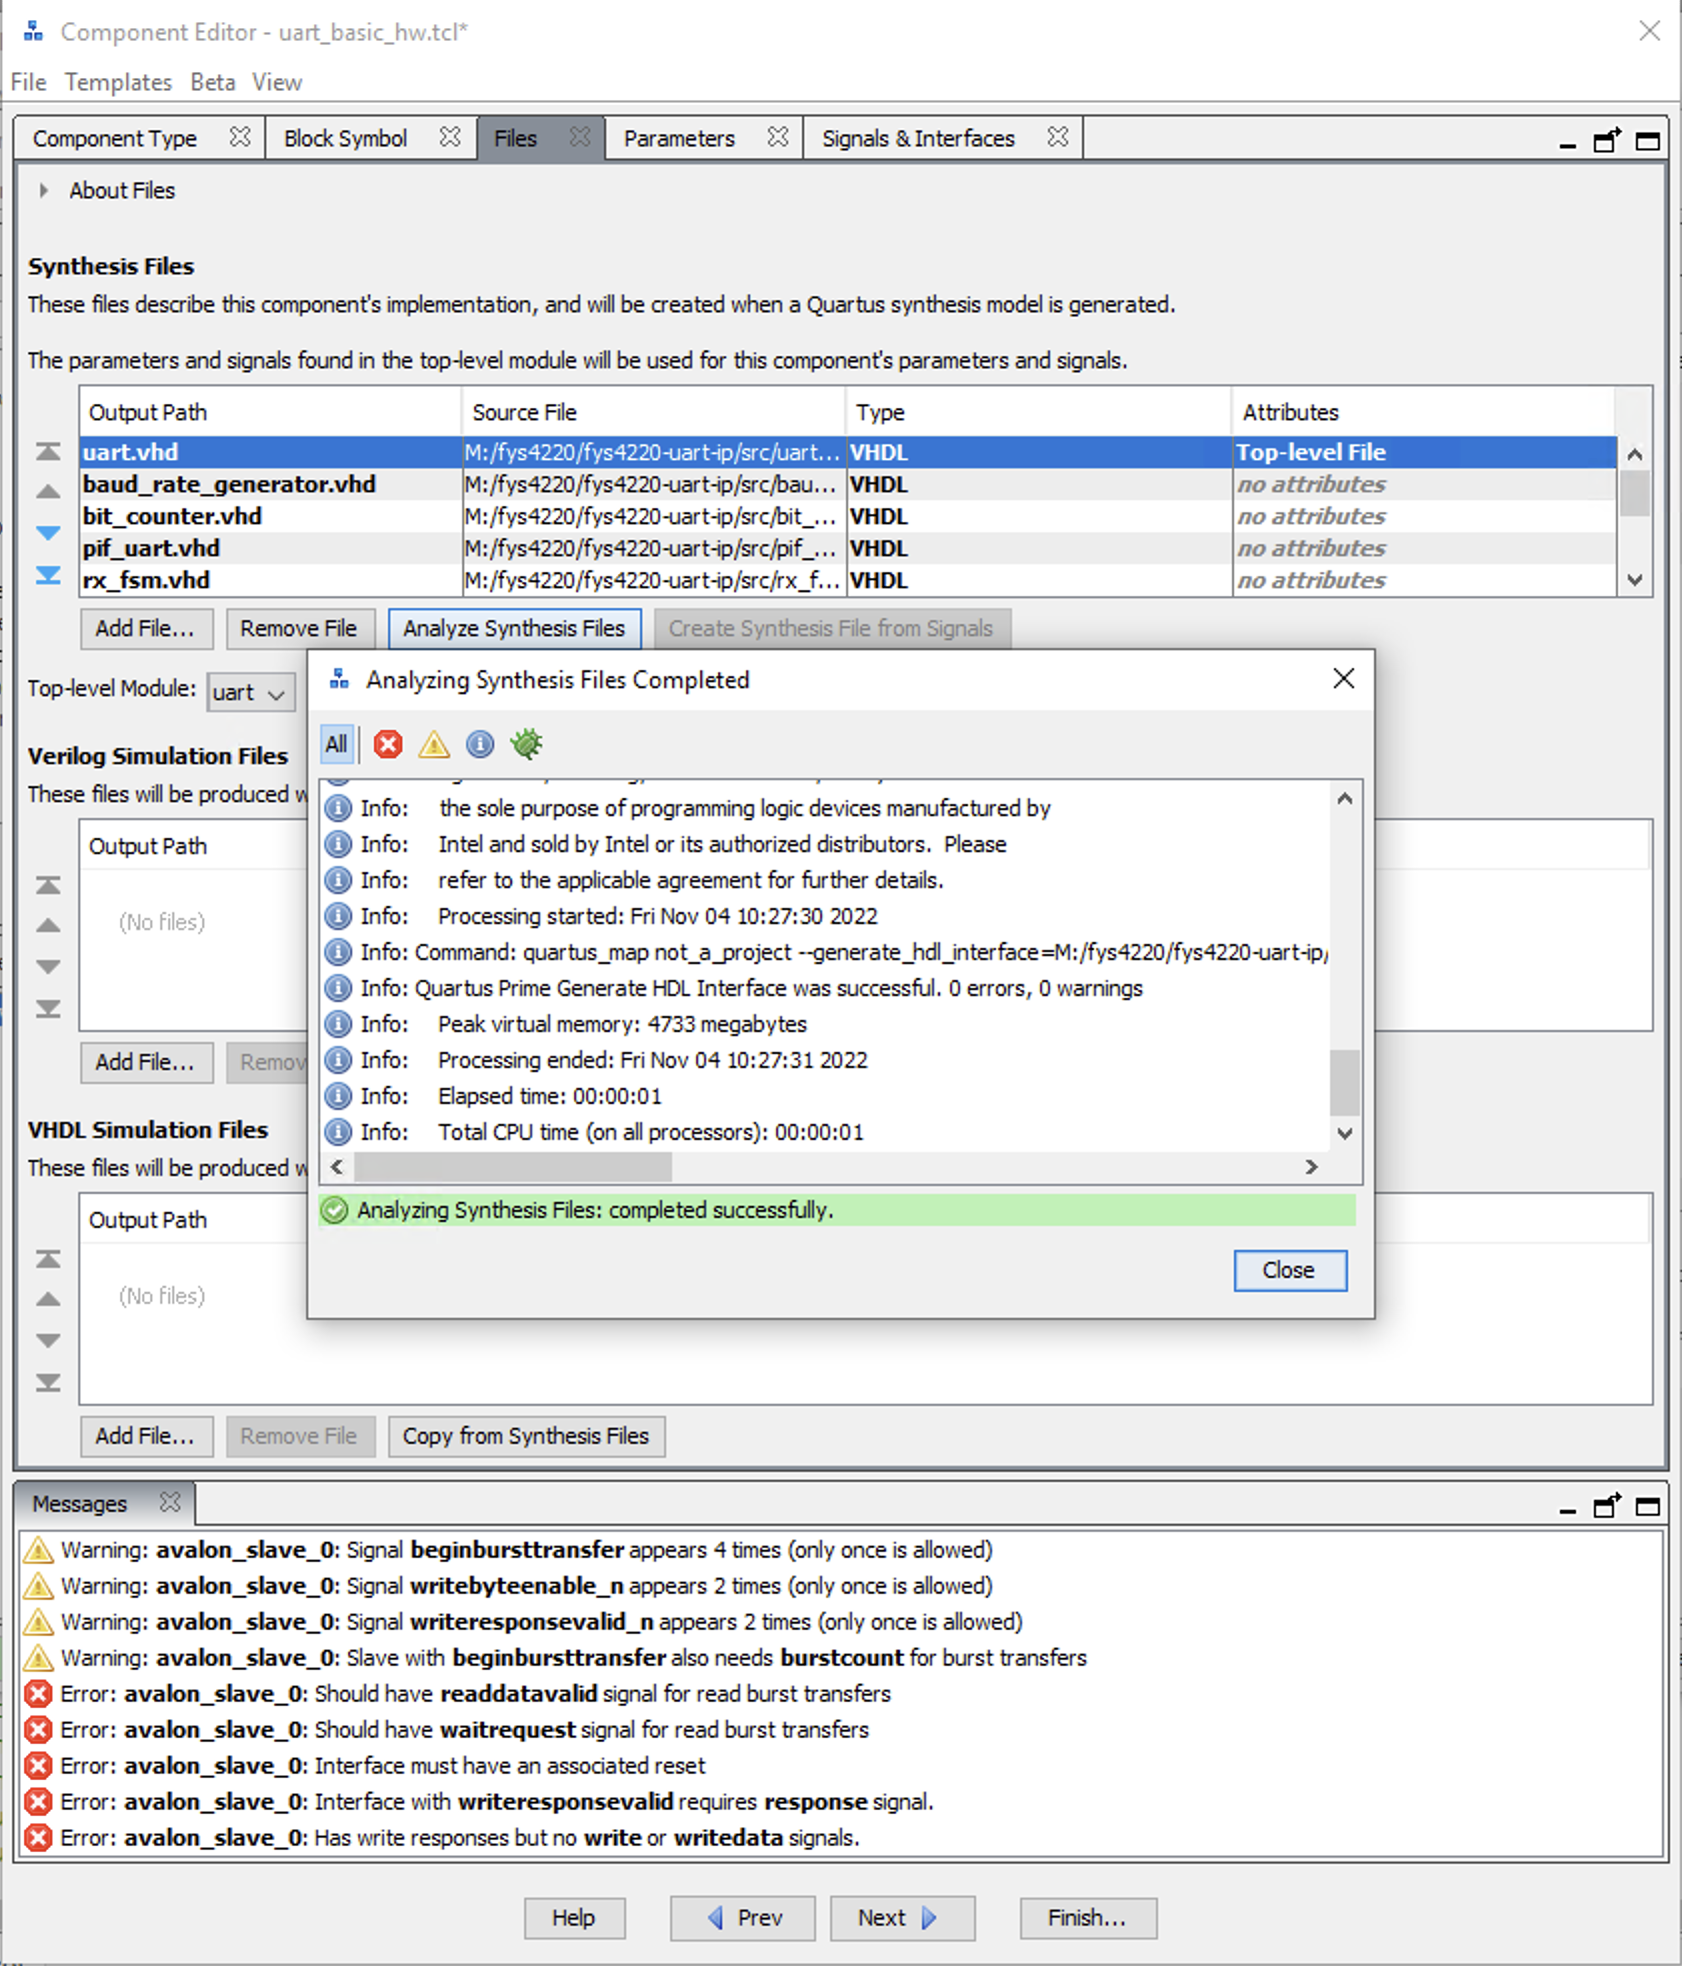 Component Editor - uart_basic_hw.tcl*
File Templates Beta View
Component Type Block Symbol Files Parameters Signals & Interfaces
About Files
Synthesis Files
These files describe this component's implementation, and will be created when a Quartus synthesis model is generated.
The parameters and signals found in the top-level module will be used for this component's parameters and signals.
Output Path Source File Type Attributes
uart.vhd M:/fys4220/fys4220-uart-ip/src/uart... VHDL Top-level File
baud_rate_generator.vhd M:/fys4220/fys4220-uart-ip/src/bau... VHDL no attributes
bit_counter.vhd M:/fys4220/fys4220-uart-ip/src/bit_... VHDL no attributes
pif_uart.vhd M:/fys4220/fys4220-uart-ip/src/pif_... VHDL no attributes
rx_fsm.vhd M:/fys4220/fys4220-uart-ip/src/rx_f... VHDL no attributes
Add File... Remove File Analyze Synthesis Files Create Synthesis File from Signals
Top-level Module: uart
Analyzing Synthesis Files Completed
All
Info: the sole purpose of programming logic devices manufactured by
Info: Intel and sold by Intel or its authorized distributors. Please
Info: refer to the applicable agreement for further details.
Info: Processing started: Fri Nov 04 10:27:30 2022
Info: Command: quartus_map not_a_project --generate_hdl_interface=M:/fys4220/fys4220-uart-ip/
Info: Quartus Prime Generate HDL Interface was successful. 0 errors, 0 warnings
Info: Peak virtual memory: 4733 megabytes
Info: Processing ended: Fri Nov 04 10:27:31 2022
Info: Elapsed time: 00:00:01
Info: Total CPU time (on all processors): 00:00:01
Analyzing Synthesis Files: completed successfully.
Close
Verilog Simulation Files
These files will be produced w
Output Path
(No files)
Add File... Remov
VHDL Simulation Files
These files will be produced w
Output Path
(No files)
Add File... Remove File Copy from Synthesis Files
Messages
Warning: avalon_slave_0: Signal beginbursttransfer appears 4 times (only once is allowed)
Warning: avalon_slave_0: Signal writebyteenable_n appears 2 times (only once is allowed)
Warning: avalon_slave_0: Signal writeresponsevalid_n appears 2 times (only once is allowed)
Warning: avalon_slave_0: Slave with beginbursttransfer also needs burstcount for burst transfers
Error: avalon_slave_0: Should have readdatavalid signal for read burst transfers
Error: avalon_slave_0: Should have waitrequest signal for read burst transfers
Error: avalon_slave_0: Interface must have an associated reset
Error: avalon_slave_0: Interface with writeresponsevalid requires response signal.
Error: avalon_slave_0: Has write responses but no write or writedata signals.
Help Prev Next Finish...